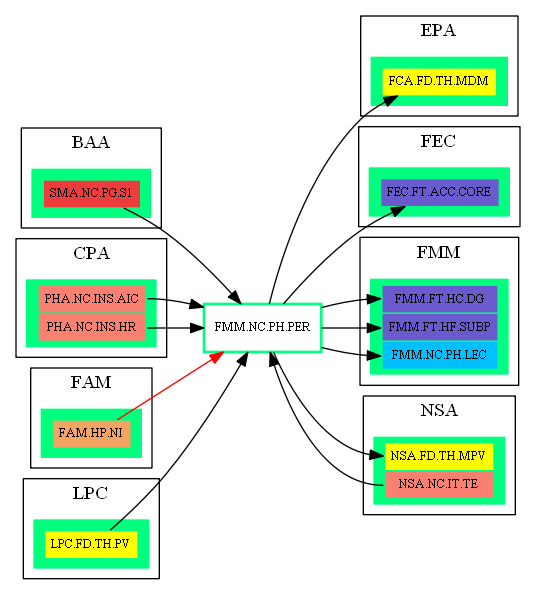 BAA
SMA.NC.PG.S1
CPA
PHA.NC.INS.AIC
PHA.NC.INS.HR
FAM
FAM.HP.NI
LPC
LPC.FD.TH.PV
FMM.NC.PH.PER
EPA
FCA.FD.TH.MDM
FEC
FEC.FT.ACC.CORE
FMM
FMM.FT.HC.DG
FMM.FT.HF.SUBP
FMM.NC.PH.LEC
NSA
NSA.FD.TH.MPV
NSA.NC.IT.TE